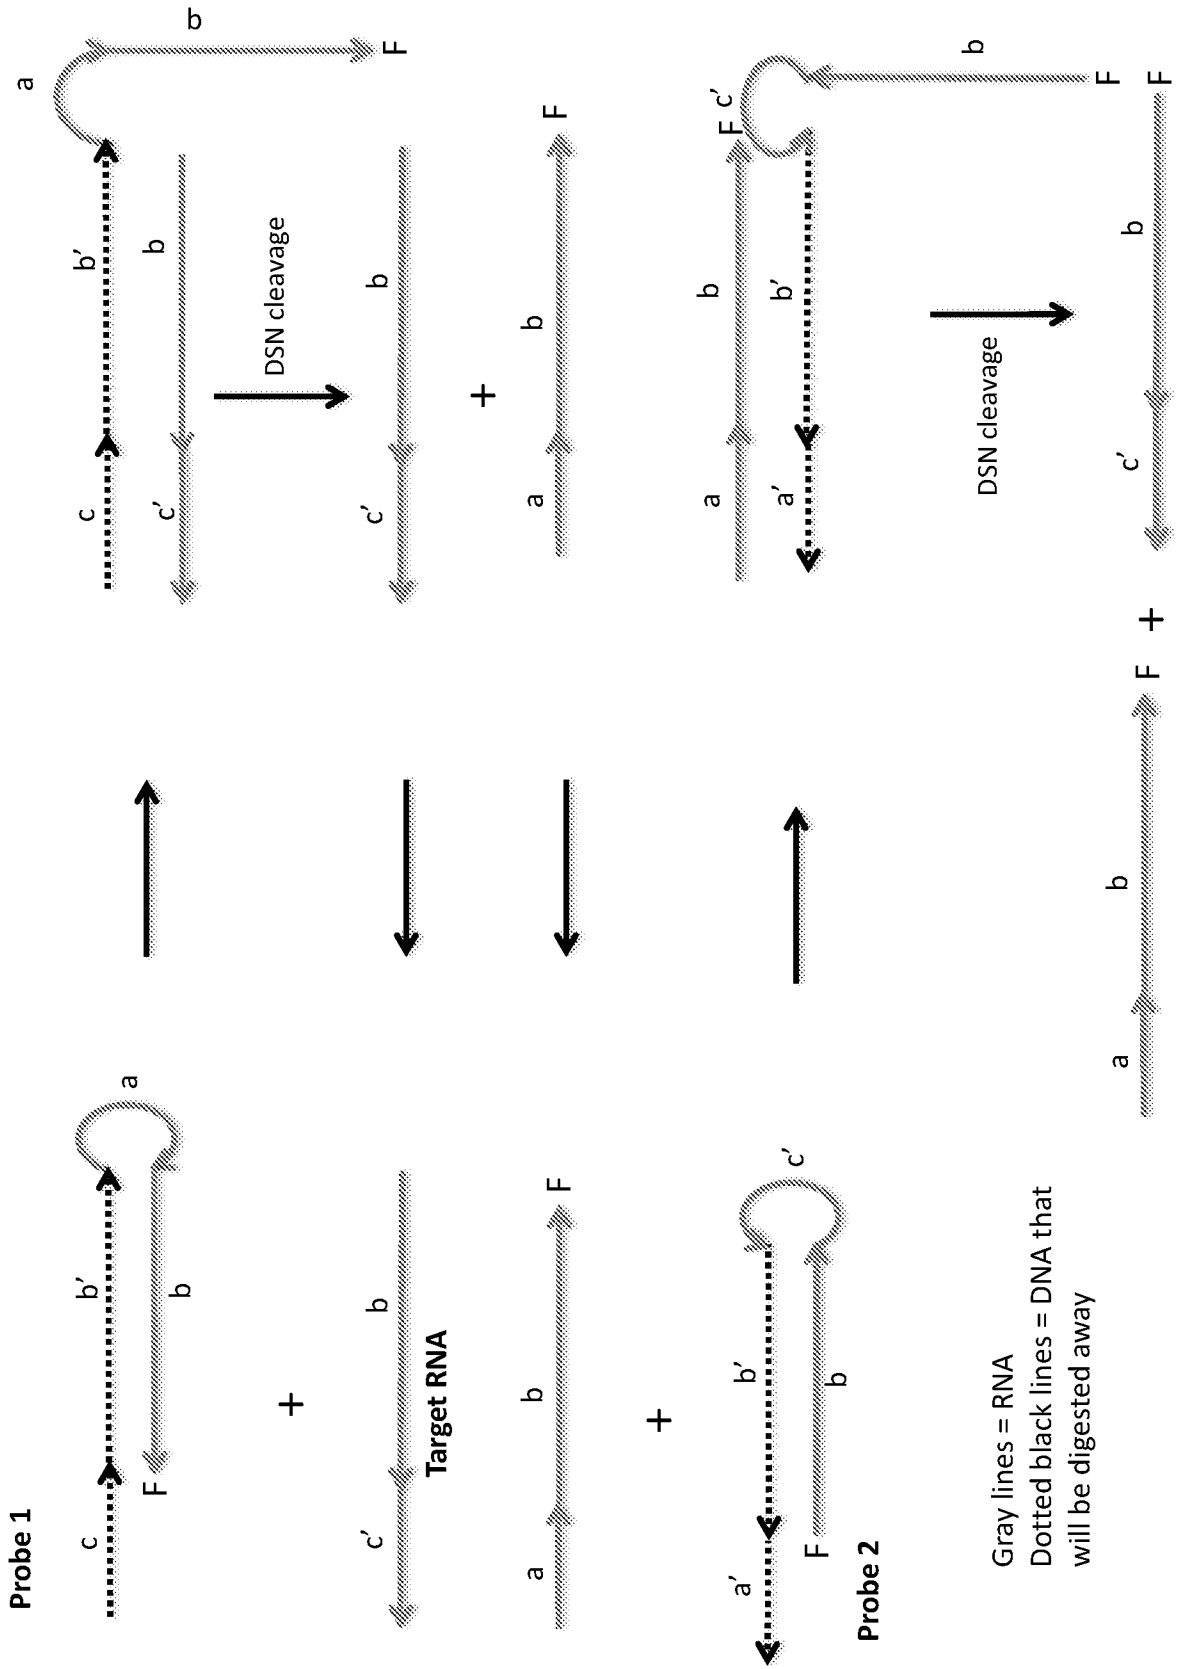 Probe 1
a
b
c b' c b'
a
F b c' b
DSN cleavage
+
c' b c' b
F
Target RNA
+
a b F a b F
+
a b F c'
a' b' c' a' b'
F b
Probe 2
b
F
DSN cleavage
Gray lines = RNA
Dotted black lines = DNA that
will be digested away
a b F + c' b F